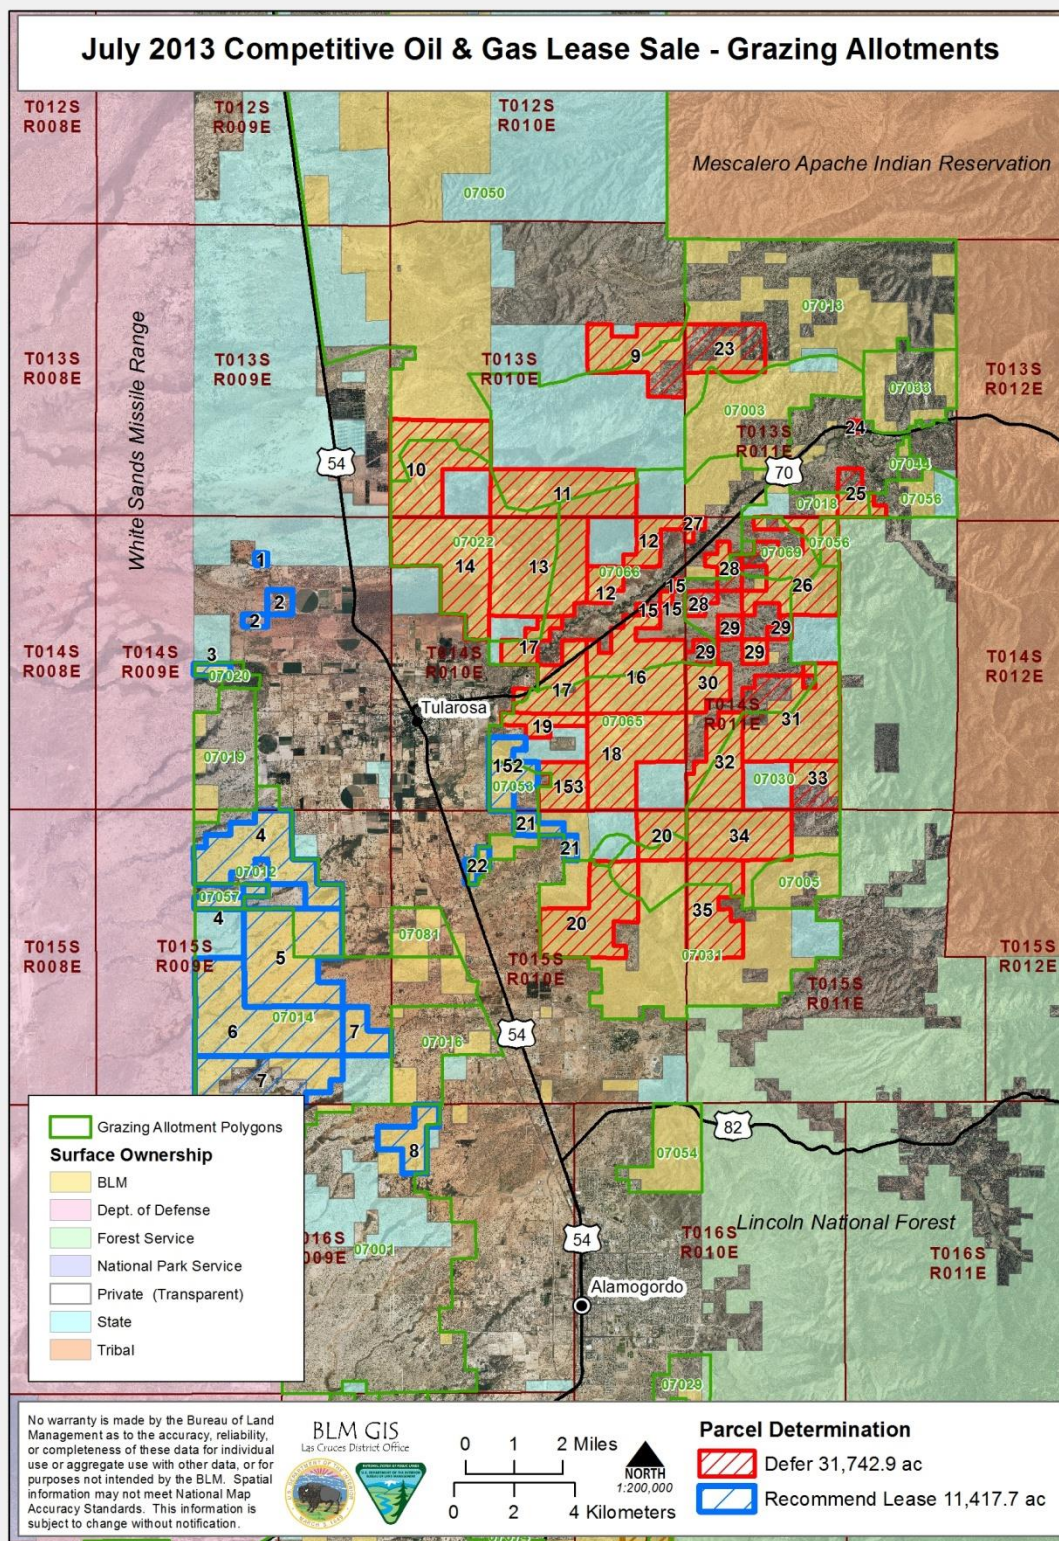 July 2013 Competitive Oil & Gas Lease Sale - Grazing Allotments
T012S
R008E
T012S
R009E
T012S
R010E
Mescalero Apache Indian Reservation
07050
White Sands Missile Range
07013
T013S
R008E
T013S
R009E
T013S
R010E
9
23
T013S
R012E
07033
07003
54
T013S
R011E
24
70
07044
10
11
25
07018
07056
27
1
07022
12
07066
07069
07056
14
13
28
26
12
15
2
15
15
28
2
29
29
3
17
29
29
T014S
R008E
T014S
R009E
07020
T014S
R010E
16
30
T014S
R012E
17
Tularosa
T014S
R011E
31
19
07065
07019
18
32
152
07053
153
07030
33
4
21
21
20
34
22
07012
07057
07005
4
20
35
T015S
R008E
T015S
R009E
07081
T015S
R010E
07031
T015S
R011E
T015S
R012E
5
6
07014
7
07016
54
7
82
8
07054
Grazing Allotment Polygons
Surface Ownership
BLM
Dept. of Defense
Forest Service
National Park Service
Private (Transparent)
State
Tribal
016S
09E
07001
54
T016S
R010E
Lincoln National Forest
T016S
R011E
Alamogordo
07029
No warranty is made by the Bureau of Land
Management as to the accuracy, reliability,
or completeness of these data for individual
use or aggregate use with other data, or for
purposes not intended by the BLM. Spatial
information may not meet National Map
Accuracy Standards. This information is
subject to change without notification.
BLM GIS
Las Cruces District Office
0 1 2 Miles
0 2 4 Kilometers
NORTH
1:200,000
Parcel Determination
Defer 31,742.9 ac
Recommend Lease 11,417.7 ac